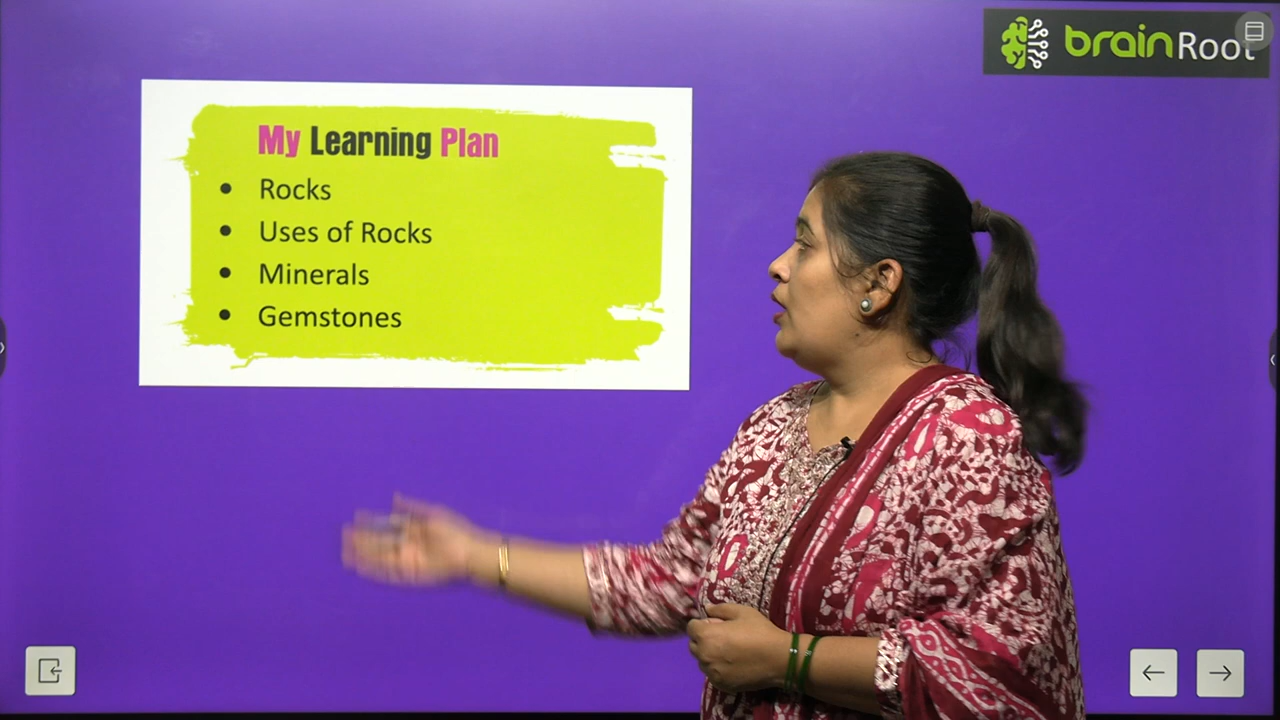 brainRoot
My Learning Plan
• Rocks
• Uses of Rocks
• Minerals
• Gemstones